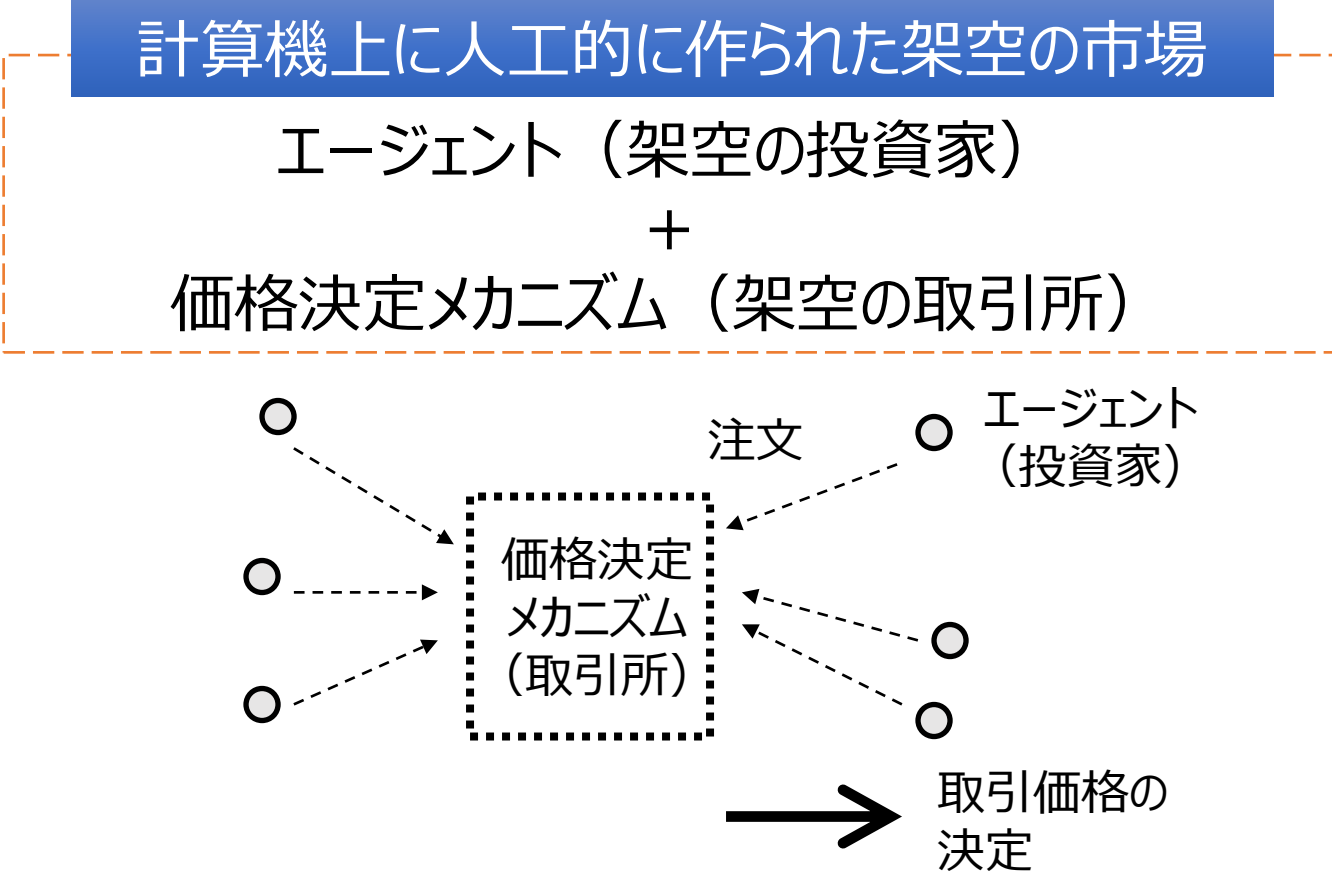 計算機上に人工的に作られた架空の市場
エージェント（架空の投資家）
＋
価格決定メカニズム（架空の取引所）
注文
エージェント
（投資家）
価格決定
メカニズム
（取引所）
取引価格の
決定